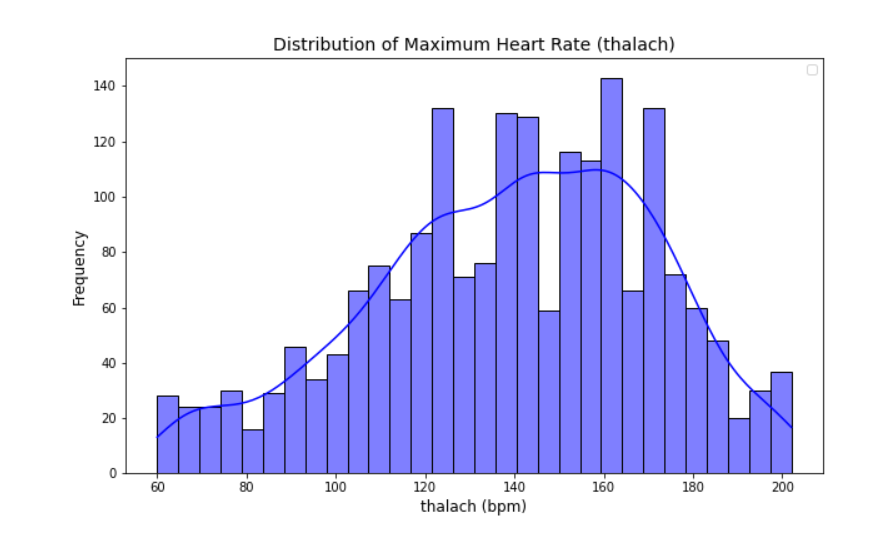 Distribution of Maximum Heart Rate (thalach)
140
120
100
80
60
40
20
0
Frequency
60 80 100 120 140 160 180 200
thalach (bpm)